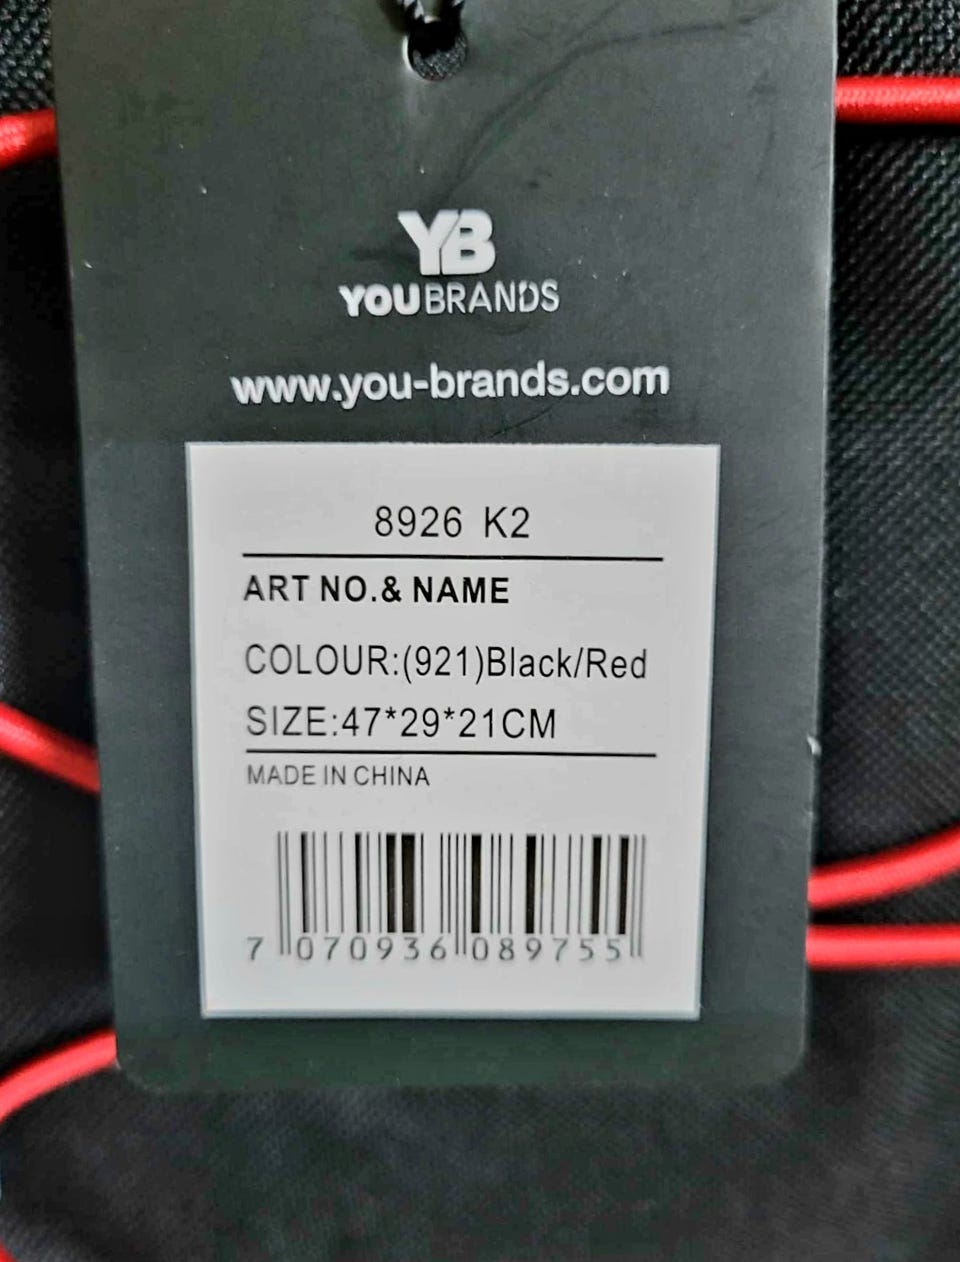 YB
YOUBRANDS
www.you-brands.com
8926 K2
ART NO.& NAME
COLOUR:(921)Black/Red
SIZE:47*29*21CM
MADE IN CHINA
7 070936 089755